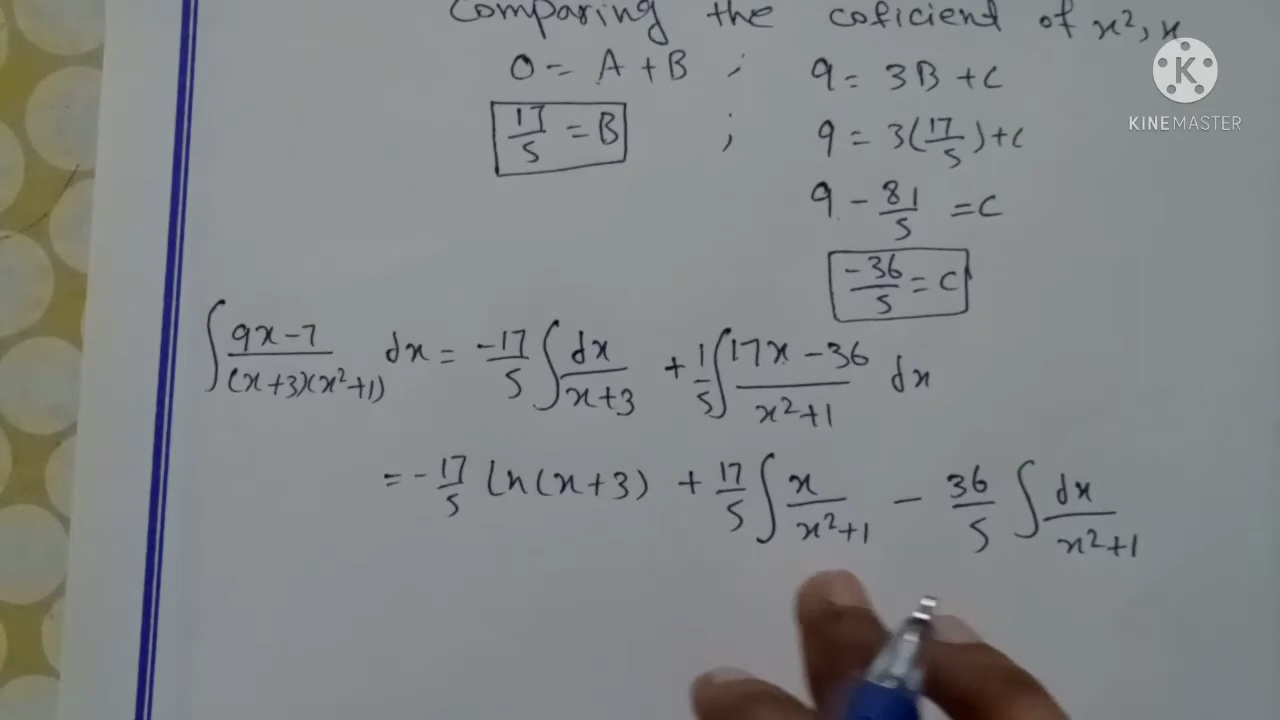 Comparing the coficient of x², x
0 = A + B ; 9 = 3B + C
17/5 = B ; 9 = 3(17/5) + C
9 - 81/5 = C
-36/5 = C
∫ 9x-7/(x+3)(x²+1) dx = -17/5 ∫ dx/x+3 + 1/5 ∫ 17x-36/x²+1 dx
= -17/5 ln(x+3) + 17/5 ∫ x/x²+1 - 36/5 ∫ dx/x²+1
K
KINEMASTER